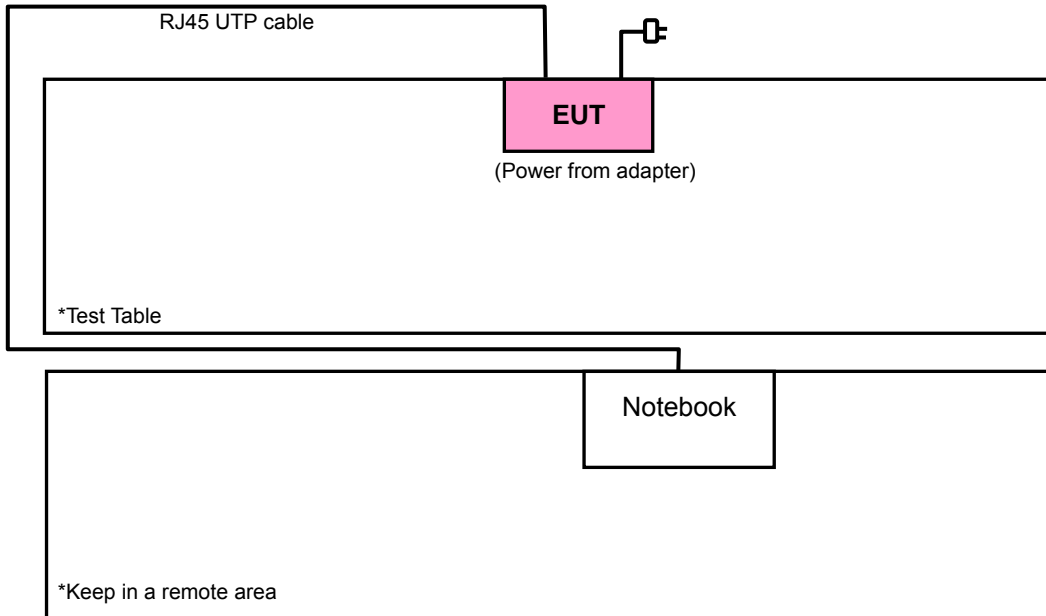 RJ45 UTP cable
EUT
(Power from adapter)
*Test Table
Notebook
*Keep in a remote area